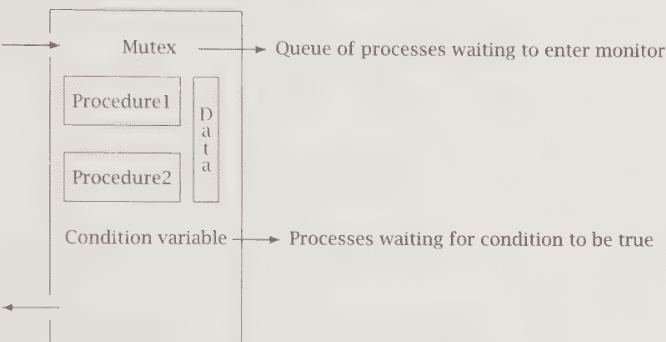 Mutex
Queue of processes waiting to enter monitor
Procedure1
Data
Procedure2
Condition variable
Processes waiting for condition to be true